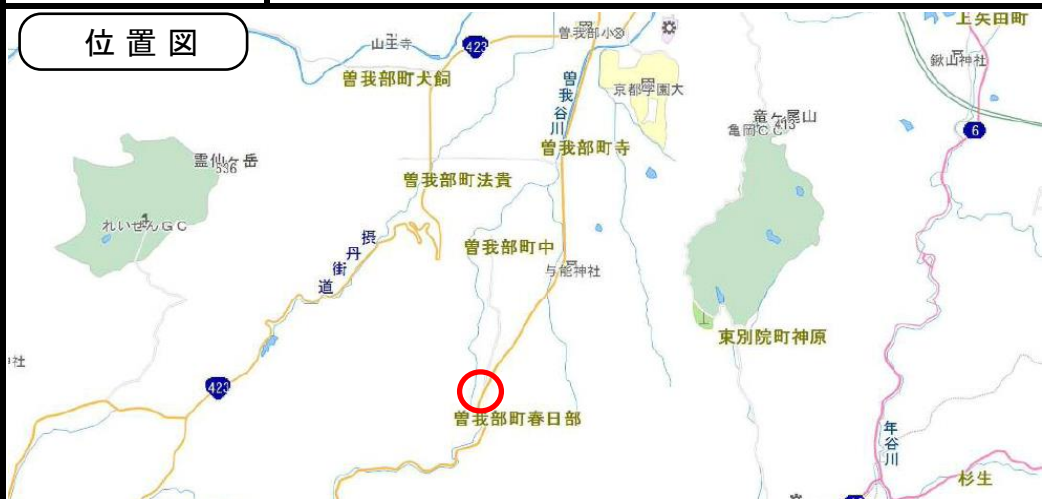 位置図
上矢田町
山王寺
423
曽我部小
鍬山神社
曽我部町犬飼
曽我谷川
京都学園大
竜ヶ尾山
413
亀岡CC
6
霊仙ヶ岳
536
曽我部町寺
曽我部町法貴
れいせんGC
摂丹街道
曽我部町中
与能神社
東別院町神原
社
423
曽我部町春日部
年谷川
杉生